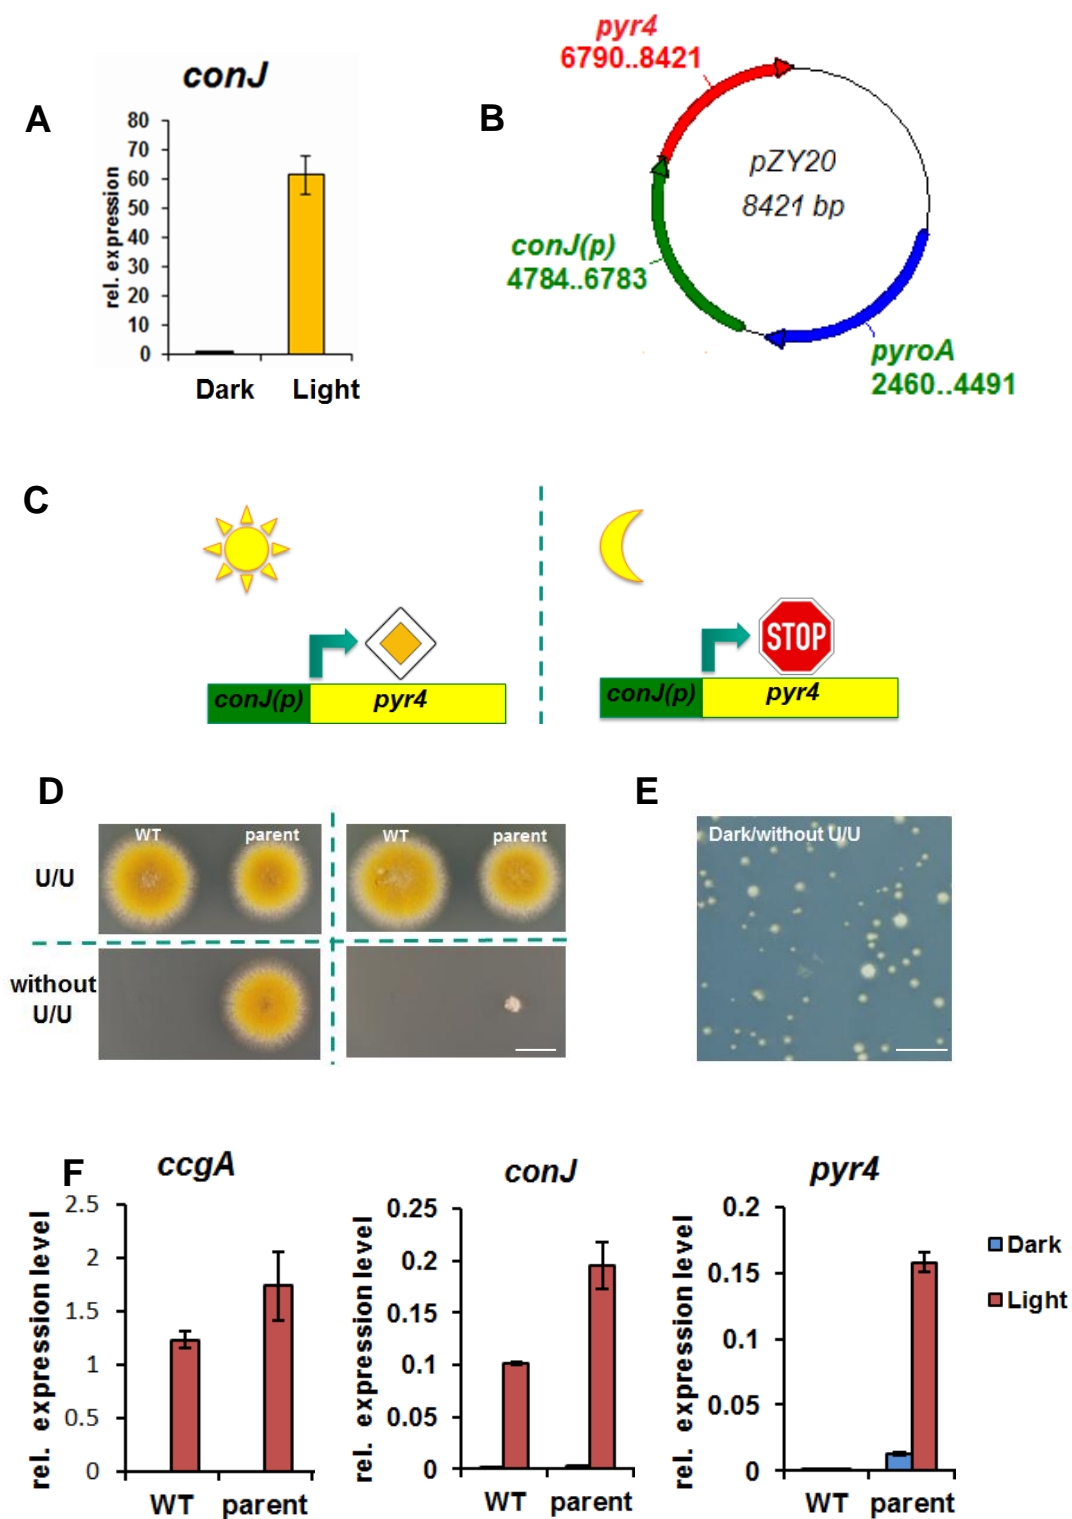 A
conJ
rel. expression
80
70
60
50
40
30
20
10
0
Dark
Light
B
pyr4
6790..8421
pZY20
8421 bp
conJ(p)
4784..6783
pyroA
2460..4491
C
conJ(p)
pyr4
STOP
conJ(p)
pyr4
D
WT
parent
WT
parent
U/U
without
U/U
E
Dark/without U/U
F
ccgA
rel. expression level
2.5
2
1.5
1
0.5
0
WT
parent
conJ
rel. expression level
0.25
0.2
0.15
0.1
0.05
0
WT
parent
pyr4
rel. expression level
0.2
0.15
0.1
0.05
0
WT
parent
Dark
Light